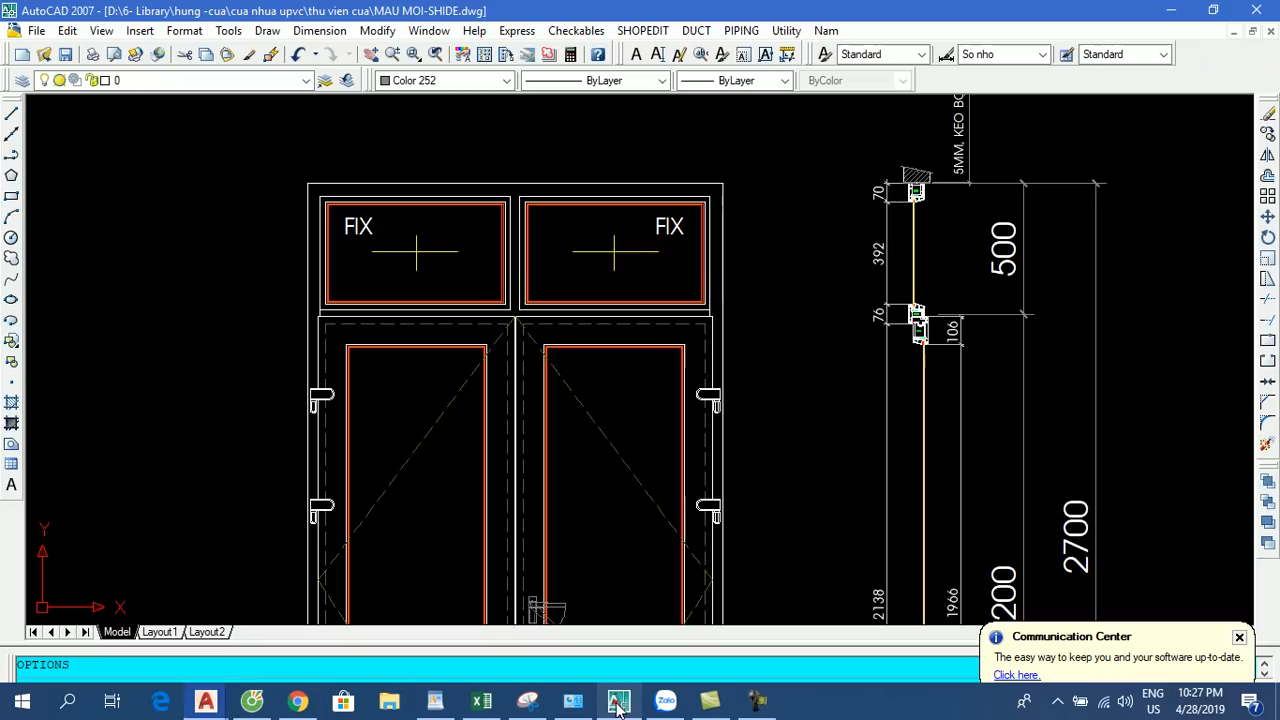 AutoCAD 2007 - [D:\6- Library\hung -cua\cua nhua upvc\thu vien cua\MAU MOI-SHIDE.dwg]
File Edit View Insert Format Tools Draw Dimension Modify Window Help Express Checkables SHOPEDIT DUCT PIPING Utility Nam
Standard So nho Standard
0 Color 252 ByLayer ByLayer ByColor
5MM, KEO
FIX FIX
70
392
500
76
106
2700
2138
1966
200
Y
X
Model Layout1 Layout2
OPTIONS
Communication Center
The easy way to keep you and your software up-to-date.
Click here.
Zalo
ENG
US
10:27 PM
4/28/2019
7